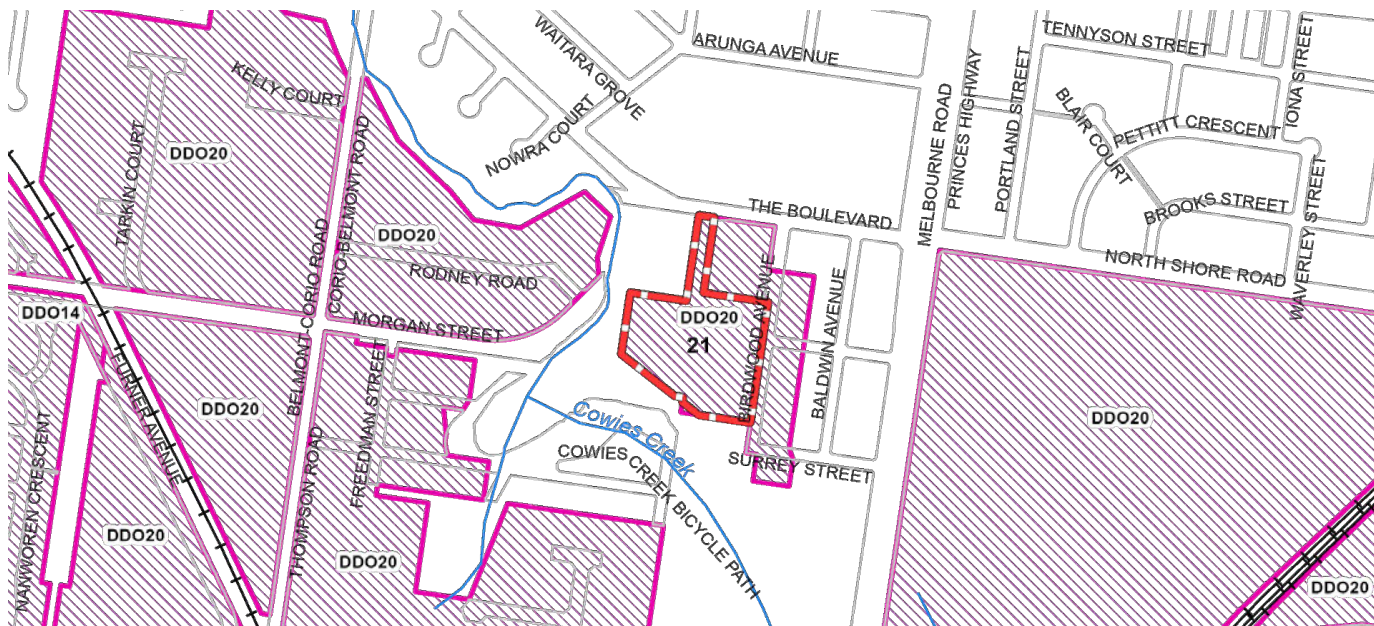 WAITARA GROVE
ARUNGA AVENUE
TENNYSON STREET
KELLY COURT
NOWRA COURT
MELBOURNE ROAD
PRINCES HIGHWAY
PORTLAND STREET
BLAIR COURT
PETTITT CRESCENT
IONA STREET
TARKIN COURT
DDO20
CORIO-BELMONT ROAD
BELMONT-CORIO ROAD
DDO20
RODNEY ROAD
THE BOULEVARD
BROOKS STREET
NORTH SHORE ROAD
WAVERLEY STREET
DDO14
MORGAN STREET
DDO20
21
BIRDWOOD AVENUE
BALDWIN AVENUE
FURNER AVENUE
DDO20
FREEDMAN STREET
Cowies Creek
DDO20
NANWOREN CRESCENT
THOMPSON ROAD
COWIES CREEK BICYCLE PATH
SURREY STREET
DDO20
DDO20
DDO20